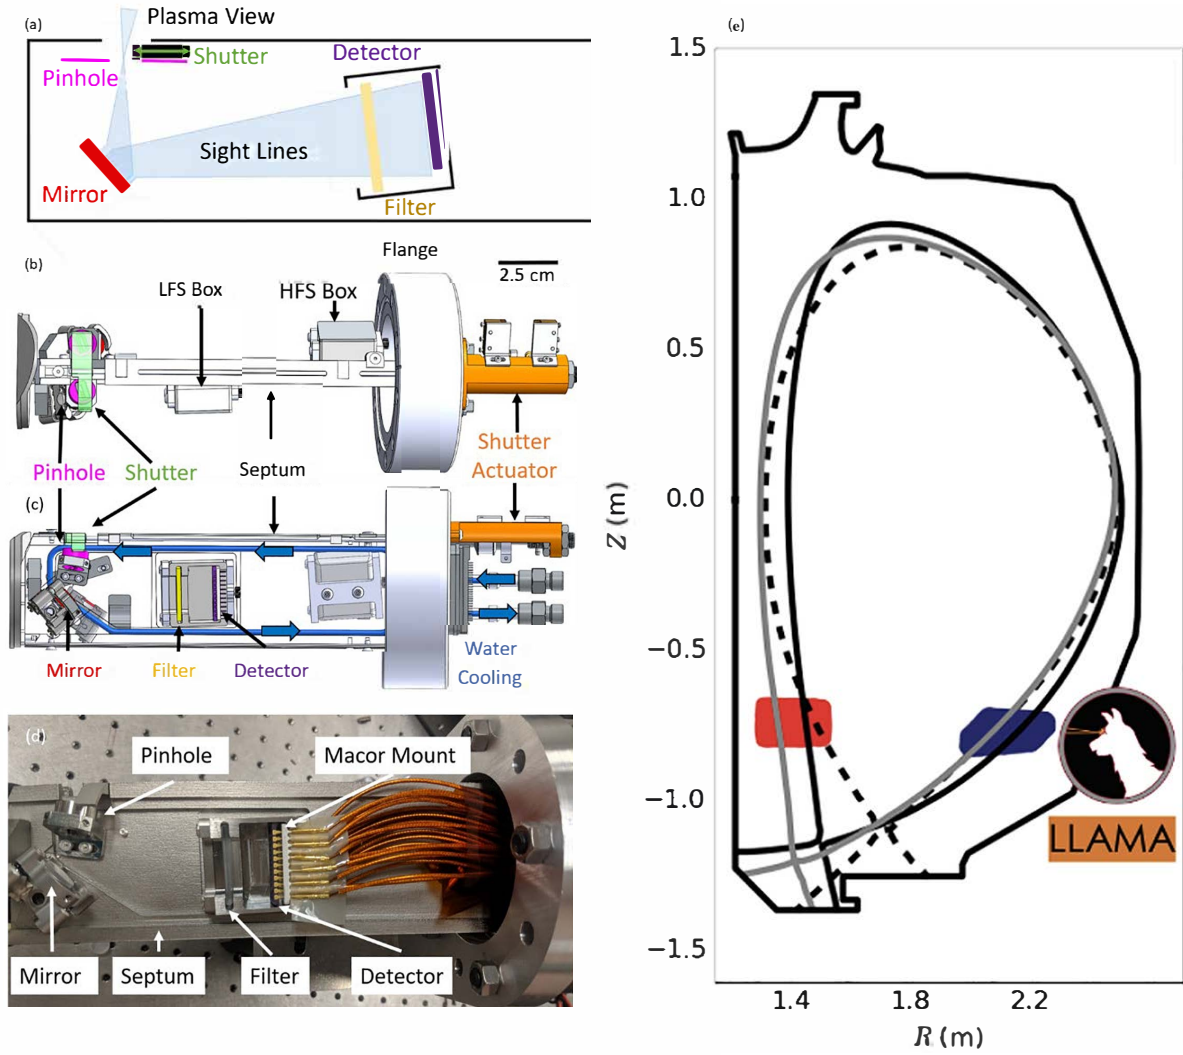 (a)
Plasma View
Shutter
Detector
Pinhole
Sight Lines
Mirror
Filter
(b)
Flange
2.5 cm
LFS Box
HFS Box
Pinhole
Shutter
Septum
Shutter
Actuator
(c)
Mirror
Filter
Detector
Water
Cooling
(d)
Pinhole
Macor Mount
Mirror
Septum
Filter
Detector
(e)
1.5
1.0
0.5
0.0
−0.5
−1.0
−1.5
Z (m)
LLAMA
1.4
1.8
2.2
R (m)